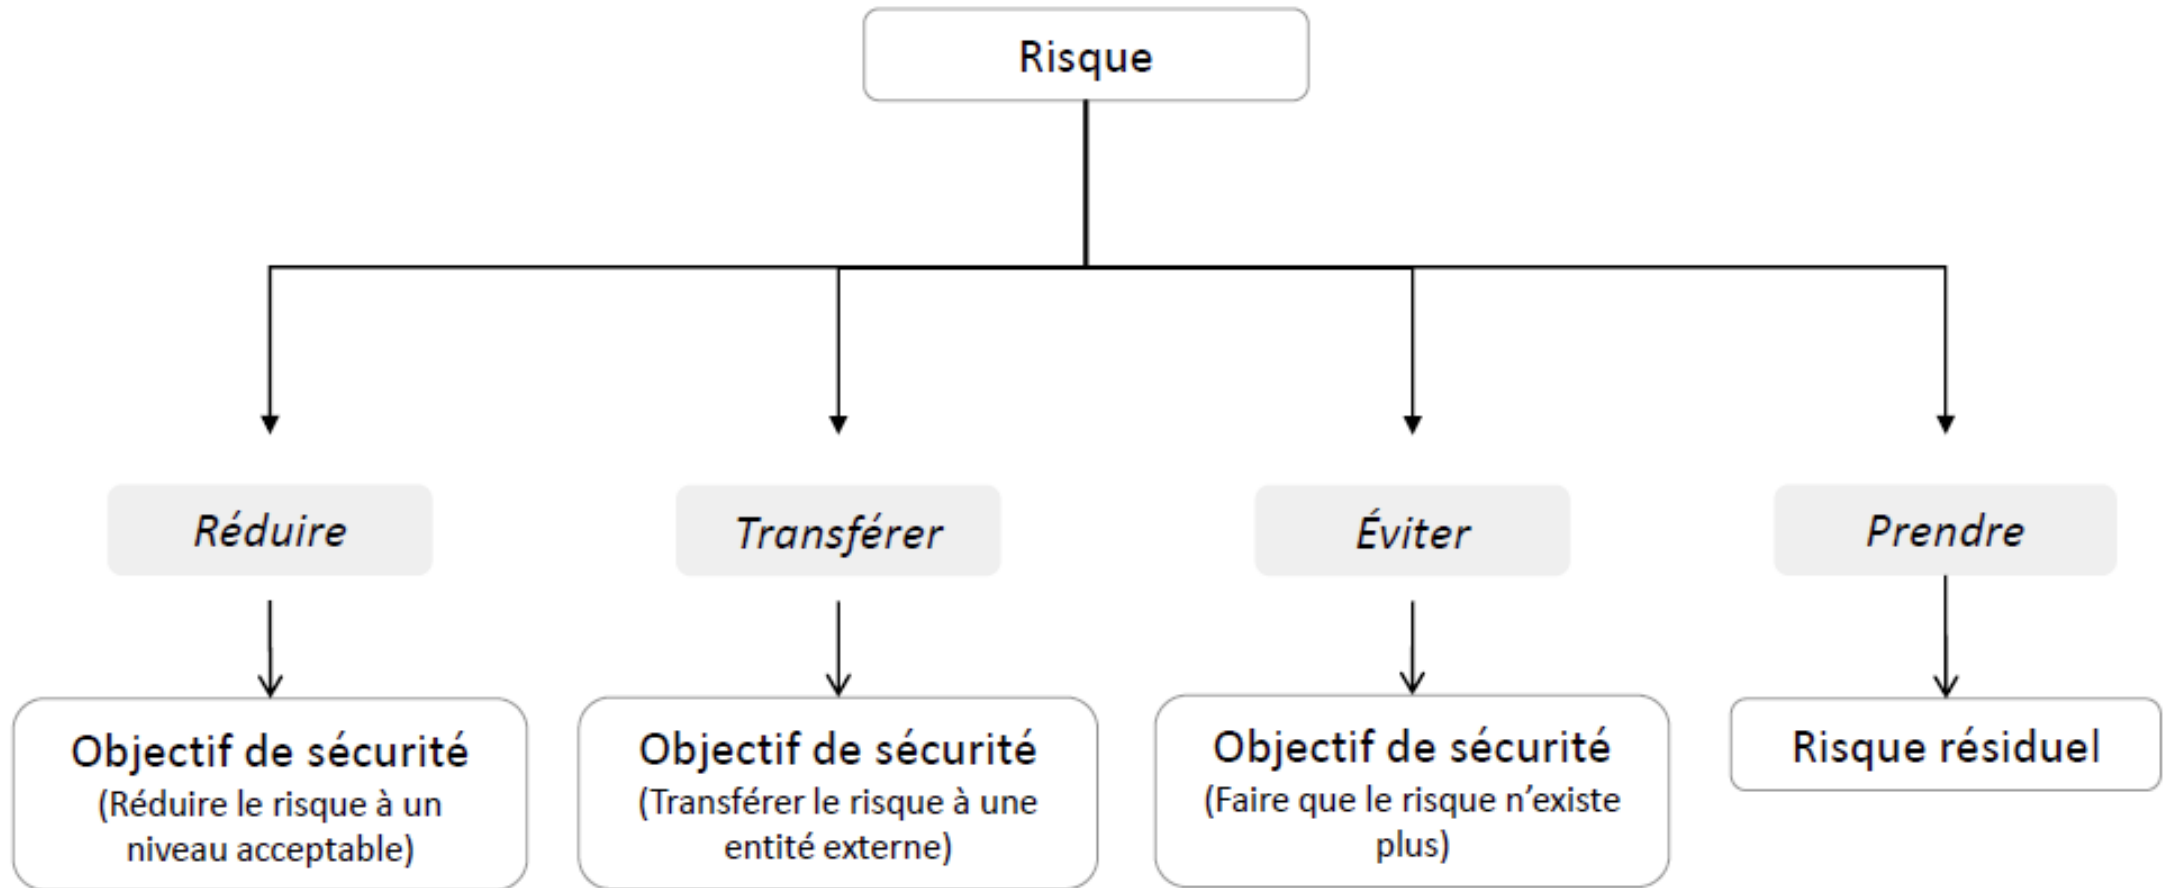 Risque
Réduire
Transférer
Éviter
Prendre
Objectif de sécurité
(Réduire le risque à un
niveau acceptable)
Objectif de sécurité
(Transférer le risque à une
entité externe)
Objectif de sécurité
(Faire que le risque n’existe
plus)
Risque résiduel